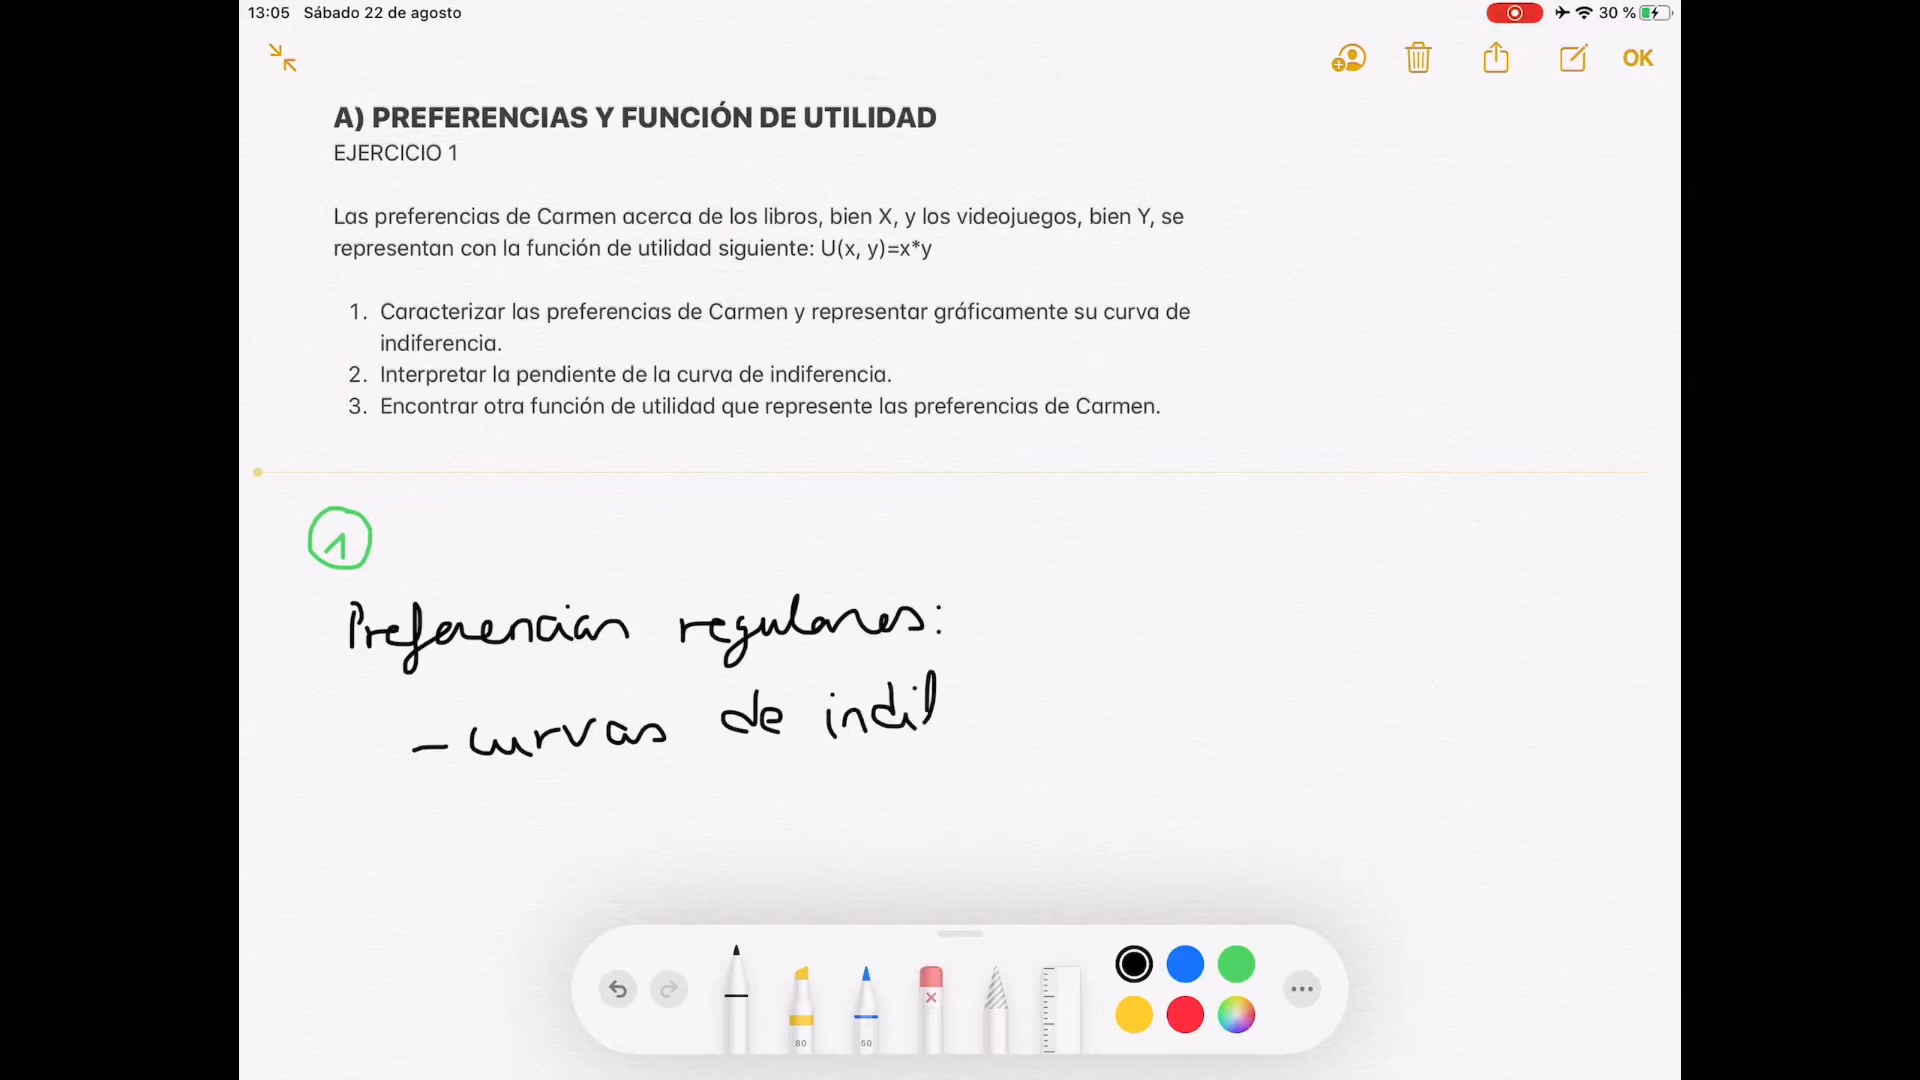 13:05 Sábado 22 de agosto
30 %
OK
A) PREFERENCIAS Y FUNCIÓN DE UTILIDAD
EJERCICIO 1
Las preferencias de Carmen acerca de los libros, bien X, y los videojuegos, bien Y, se
representan con la función de utilidad siguiente: U(x, y)=x*y
1. Caracterizar las preferencias de Carmen y representar gráficamente su curva de
indiferencia.
2. Interpretar la pendiente de la curva de indiferencia.
3. Encontrar otra función de utilidad que represente las preferencias de Carmen.
1
Preferencias regulares:
- curvas de indif
80
50